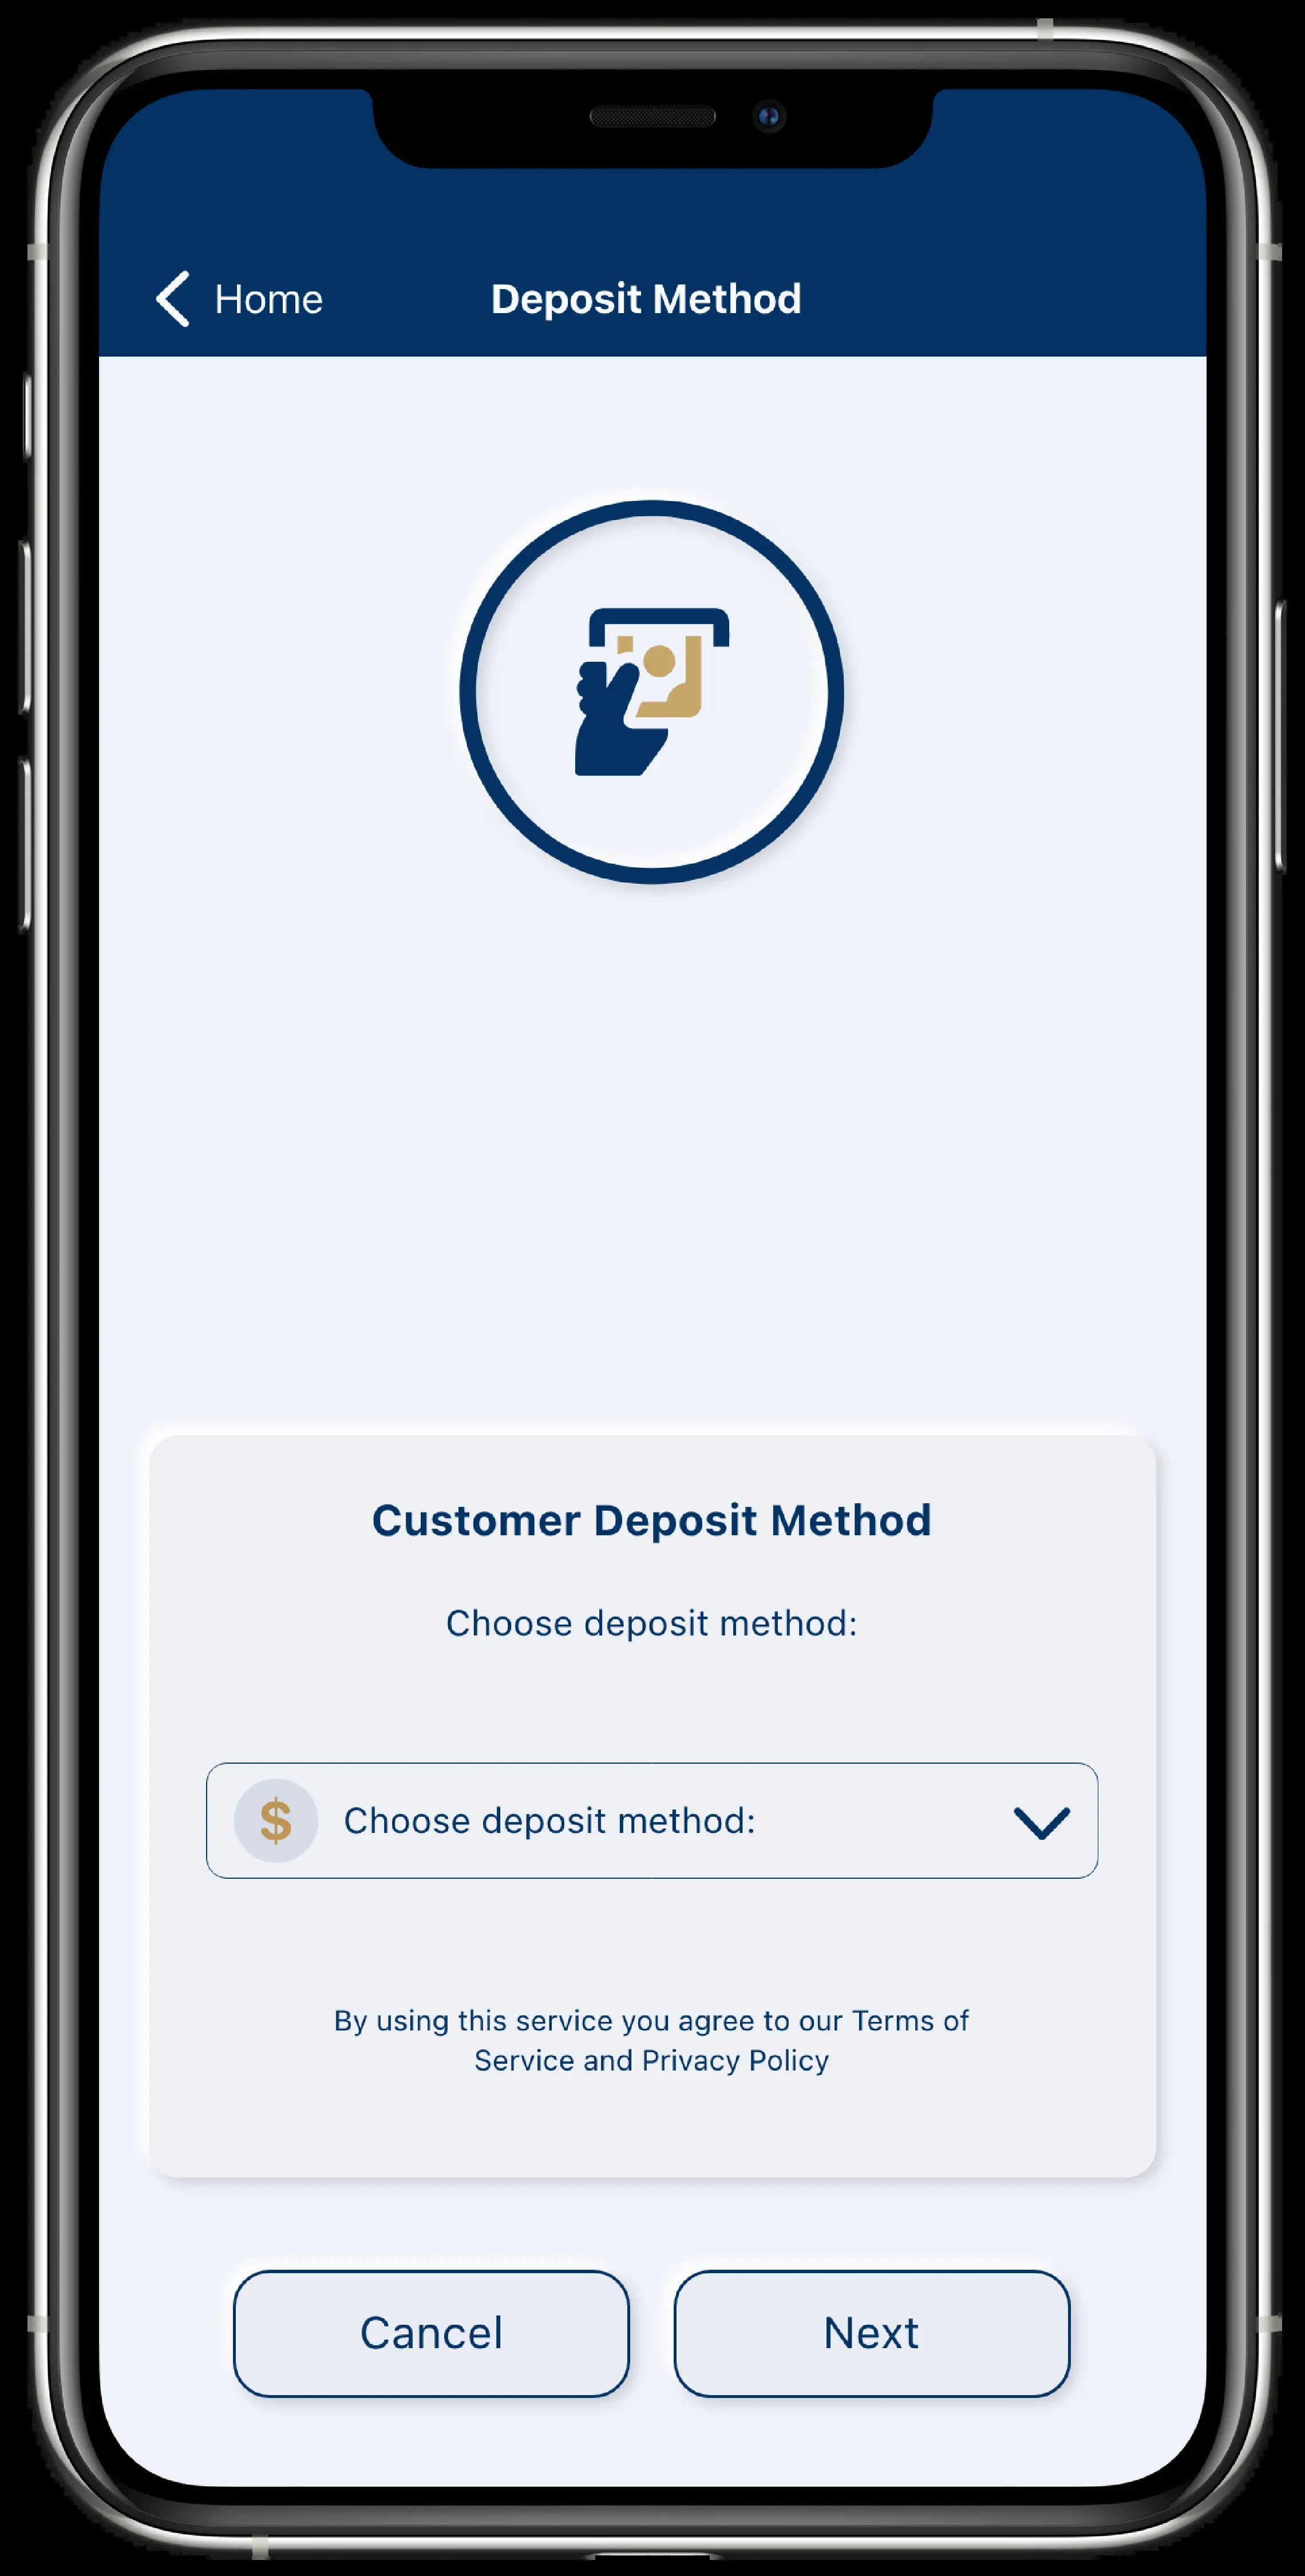 Home
Deposit Method
Customer Deposit Method
Choose deposit method:
$ Choose deposit method:
By using this service you agree to our Terms of
Service and Privacy Policy
Cancel
Next